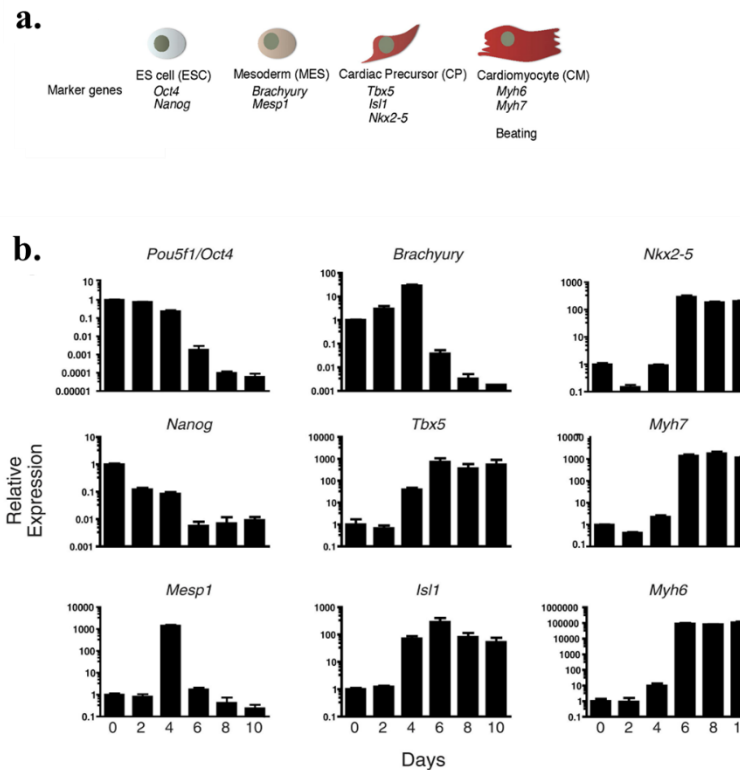 a.
ES cell (ESC) Mesoderm (MES) Cardiac Precursor (CP) Cardiomyocyte (CM)
Marker genes Oct4 Brachyury Tbx5 Myh6
Nanog Mesp1 Isl1 Myh7
Nkx2-5
Beating
b.
Pou5f1/Oct4 Brachyury Nkx2-5
10 100 1000
1 10 100
0.1 1 10
0.01 0.1 1
0.001 0.01 0.1
0.0001 0.001
0.00001
Nanog Tbx5 Myh7
10 10000 10000
1 1000 1000
0.1 100 100
0.01 10 10
0.001 1 1
0.1 0.1
Relative
Expression
Mesp1 Isl1 Myh6
10000 1000 1000000
1000 100 100000
100 10 10000
10 1 1000
1 0.1 100
0.1 10
1
0.1
0 2 4 6 8 10 0 2 4 6 8 10 0 2 4 6 8 1
Days